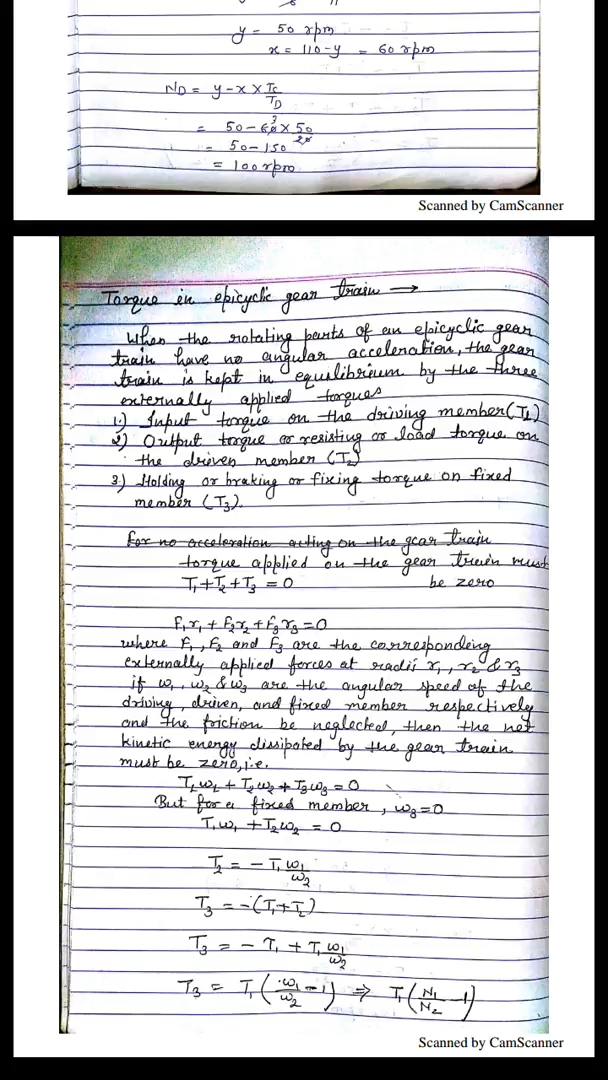 y = 50 rpm
x = 110-y = 60 rpm
ND = y-x × TC/TD
= 50-60 3 × 50/20
= 50-150
= 100 rpm
Scanned by CamScanner
Torque in epicyclic gear train →
When the rotating parts of an epicyclic gear
train have no angular acceleration, the gear
train is kept in equilibrium by the three
externally applied torques
1.) Input torque on the driving member (T1)
2) Output torque or resisting or load torque on
the driven member (T2)
3.) Holding or braking or fixing torque on fixed
member (T3).
For no acceleration acting on the gear train
torque applied on the gear train must
T1+T2+T3 = 0 be zero
F1r1 + F2r2 + F3r3 = 0
where F1, F2 and F3 are the corresponding
externally applied forces at radii r1, r2 & r3
if ω1, ω2 & ω3 are the angular speed of the
driving, driven, and fixed member respectively
and the friction be neglected, then the net
kinetic energy dissipated by the gear train
must be zero, i.e.
T1ω1 + T2ω2 + T3ω3 = 0
But for a fixed member, ω3=0
T1ω1 + T2ω2 = 0
T2 = - T1 ω1/ω2
T3 = -(T1+T2)
T3 = - T1 + T1 ω1/ω2
T3 = T1 (ω1/ω2 - 1) ⇒ T1 (N1/N2 - 1)
Scanned by CamScanner